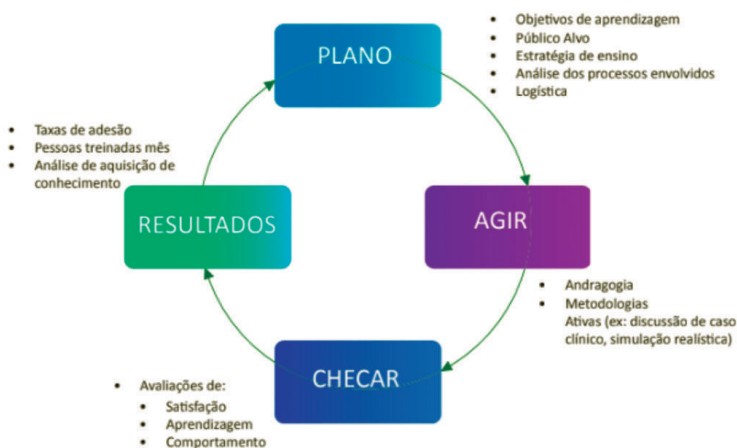 PLANO
• Objetivos de aprendizagem
• Público Alvo
• Estratégia de ensino
• Análise dos processos envolvidos
• Logística
AGIR
• Andragogia
• Metodologias
Ativas (ex: discussão de caso
clínico, simulação realística)
CHECAR
• Avaliações de:
• Satisfação
• Aprendizagem
• Comportamento
RESULTADOS
• Taxas de adesão
• Pessoas treinadas mês
• Análise de aquisição de
conhecimento